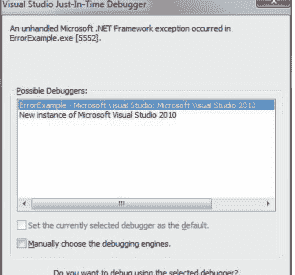 Visual Studio Just-In-Time Debugger
An unhandled Microsoft .NET Framework exception occurred in
ErrorExample.exe [5552].
Possible Debuggers:
ErrorExample - Microsoft Visual Studio: Microsoft Visual Studio 2010
New instance of Microsoft Visual Studio 2010
Set the currently selected debugger as the default.
Manually choose the debugging engines.
Do you want to debug using the selected debugger?